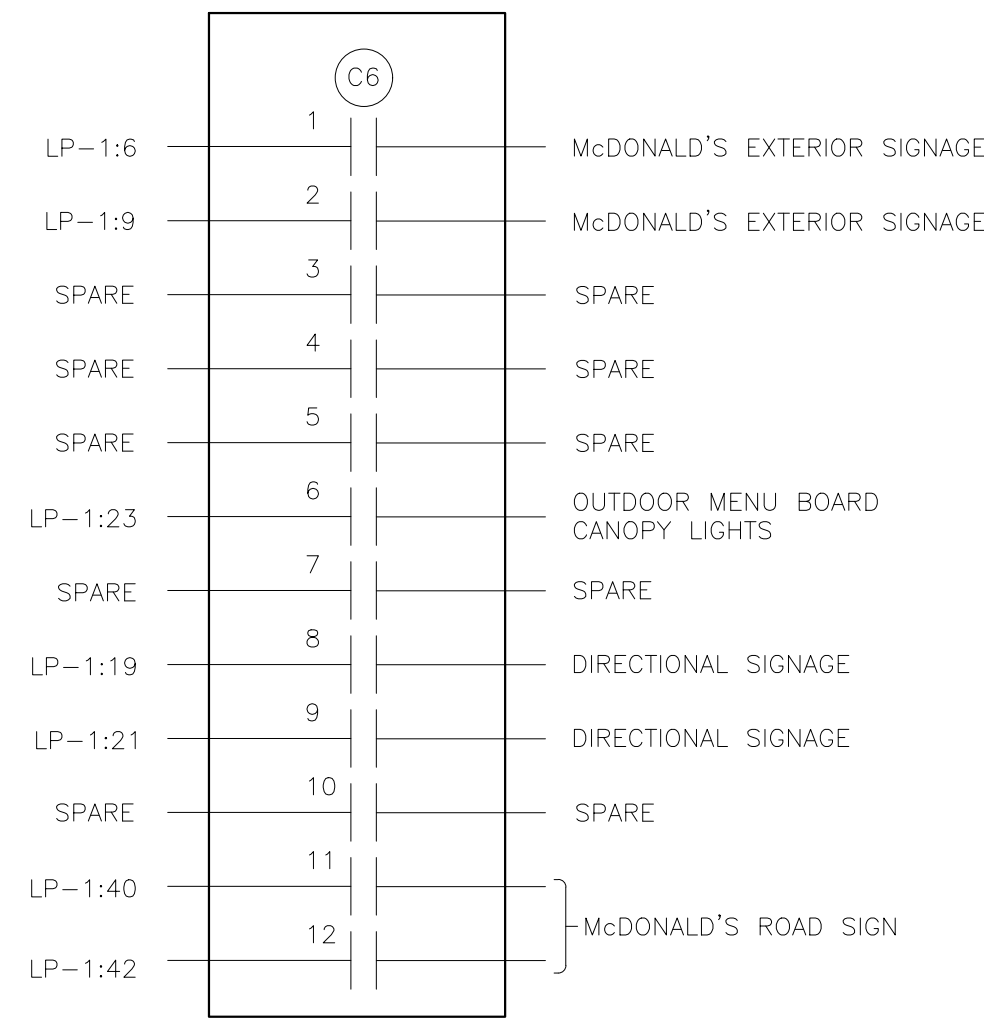 C6
LP-1:6 1 McDONALD'S EXTERIOR SIGNAGE
LP-1:9 2 McDONALD'S EXTERIOR SIGNAGE
SPARE 3 SPARE
SPARE 4 SPARE
SPARE 5 SPARE
LP-1:23 6 OUTDOOR MENU BOARD
CANOPY LIGHTS
SPARE 7 SPARE
LP-1:19 8 DIRECTIONAL SIGNAGE
LP-1:21 9 DIRECTIONAL SIGNAGE
SPARE 10 SPARE
LP-1:40 11
McDONALD'S ROAD SIGN
LP-1:42 12